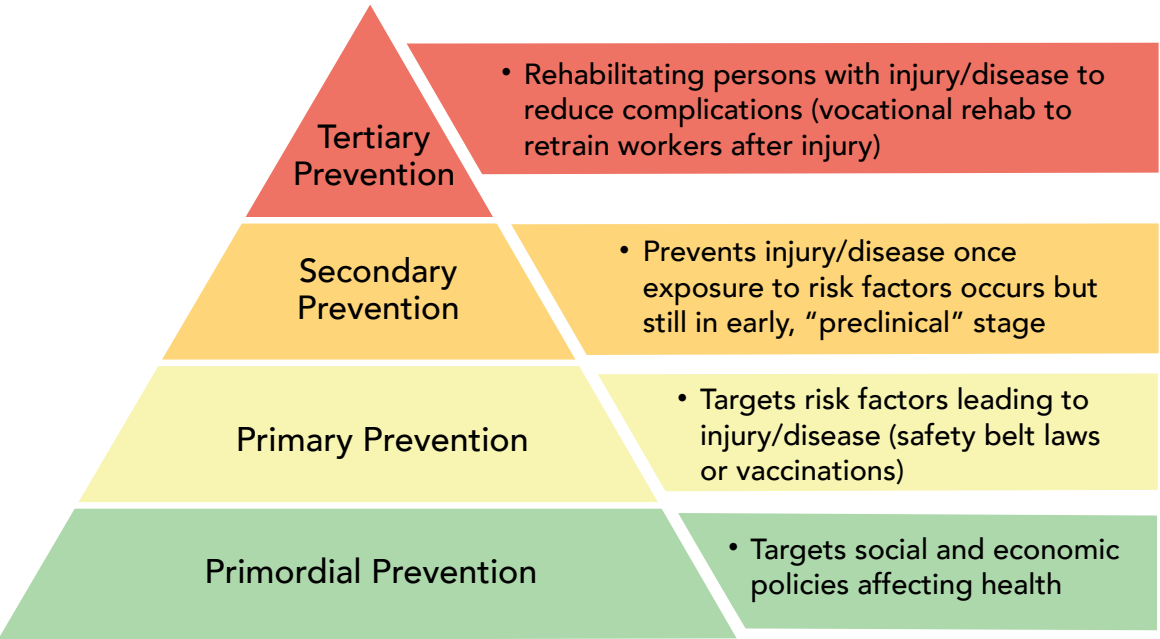 Tertiary
Prevention
• Rehabilitating persons with injury/disease to
reduce complications (vocational rehab to
retrain workers after injury)
Secondary
Prevention
• Prevents injury/disease once
exposure to risk factors occurs but
still in early, “preclinical” stage
Primary Prevention
• Targets risk factors leading to
injury/disease (safety belt laws
or vaccinations)
Primordial Prevention
• Targets social and economic
policies affecting health